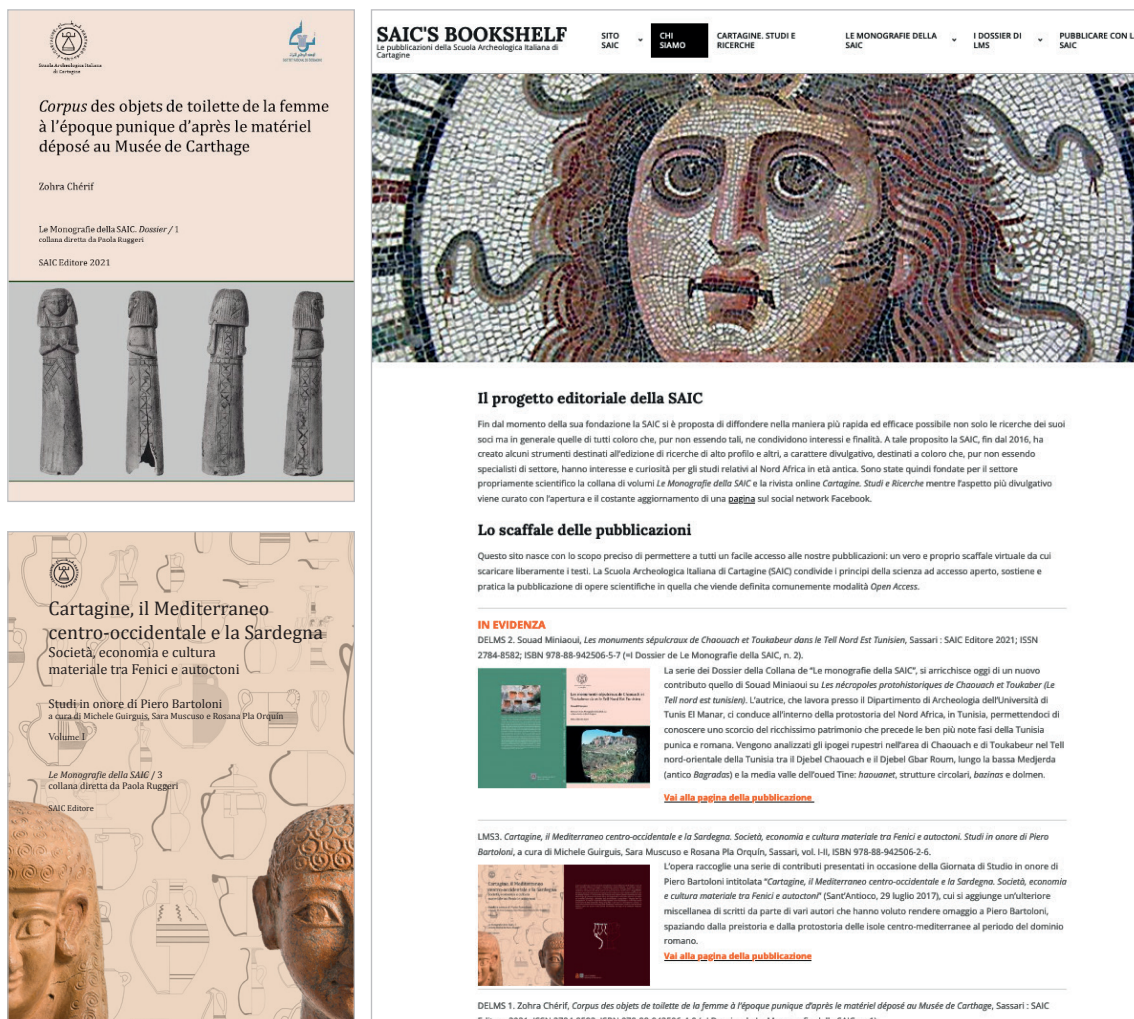 Scuola Archeologica Italiana
di Cartagine
Corpus des objets de toilette de la femme
à l'époque punique d'après le matériel
déposé au Musée de Carthage
Zohra Chérif
Le Monografie della SAIC. Dossier / 1
collana diretta da Paola Ruggeri
SAIC Editore 2021
Cartagine, il Mediterraneo
centro-occidentale e la Sardegna
Società, economia e cultura
materiale tra Fenici e autoctoni
Studi in onore di Piero Bartoloni
a cura di Michele Guirguis, Sara Muscuso e Rosana Pla Orquín
Volume I
Le Monografie della SAIC / 3
collana diretta da Paola Ruggeri
SAIC Editore
SAIC'S BOOKSHELF
Le pubblicazioni della Scuola Archeologica Italiana di
Cartagine
SITO
SAIC
CHI
SIAMO
CARTAGINE. STUDI E
RICERCHE
LE MONOGRAFIE DELLA
SAIC
I DOSSIER DI
LMS
PUBBLICARE CON L
SAIC
Il progetto editoriale della SAIC
Fin dal momento della sua fondazione la SAIC si è proposta di diffondere nella maniera più rapida ed efficace possibile non solo le ricerche dei suoi
soci ma in generale quelle di tutti coloro che, pur non essendo tali, ne condividono interessi e finalità. A tale proposito la SAIC, fin dal 2016, ha
creato alcuni strumenti destinati all'edizione di ricerche di alto profilo e altri, a carattere divulgativo, destinati a coloro che, pur non essendo
specialisti di settore, hanno interesse e curiosità per gli studi relativi al Nord Africa in età antica. Sono state quindi fondate per il settore
propriamente scientifico la collana di volumi Le Monografie della SAIC e la rivista online Cartagine. Studi e Ricerche mentre l'aspetto più divulgativo
viene curato con l'apertura e il costante aggiornamento di una pagina sul social network Facebook.
Lo scaffale delle pubblicazioni
Questo sito nasce con lo scopo preciso di permettere a tutti un facile accesso alle nostre pubblicazioni: un vero e proprio scaffale virtuale da cui
scaricare liberamente i testi. La Scuola Archeologica Italiana di Cartagine (SAIC) condivide i principi della scienza ad accesso aperto, sostiene e
pratica la pubblicazione di opere scientifiche in quella che viende definita comunemente modalità Open Access.
IN EVIDENZA
DELMS 2. Souad Miniaoui, Les monuments sépulcraux de Chaouach et Toukabeur dans le Tell Nord Est Tunisien, Sassari : SAIC Editore 2021; ISSN
2784-8582; ISBN 978-88-942506-5-7 (=I Dossier de Le Monografie della SAIC, n. 2).
La serie dei Dossier della Collana de "Le monografie della SAIC", si arricchisce oggi di un nuovo
contributo quello di Souad Miniaoui su Les nécropoles protohistoriques de Chaouach et Toukaber (Le
Tell nord est tunisien). L'autrice, che lavora presso il Dipartimento di Archeologia dell'Università di
Tunis El Manar, ci conduce all'interno della protostoria del Nord Africa, in Tunisia, permettendoci di
conoscere uno scorcio del ricchissimo patrimonio che precede le ben più note fasi della Tunisia
punica e romana. Vengono analizzati gli ipogei rupestri nell'area di Chaouach e di Toukabeur nel Tell
nord-orientale della Tunisia tra il Djebel Chaouach e il Djebel Gbar Roum, lungo la bassa Medjerda
(antico Bagradas) e la media valle dell'oued Tine: haouanet, strutture circolari, bazinas e dolmen.
Vai alla pagina della pubblicazione
LMS3. Cartagine, il Mediterraneo centro-occidentale e la Sardegna. Società, economia e cultura materiale tra Fenici e autoctoni. Studi in onore di Piero
Bartoloni, a cura di Michele Guirguis, Sara Muscuso e Rosana Pla Orquín, Sassari, vol. I-II, ISBN 978-88-942506-2-6.
L'opera raccoglie una serie di contributi presentati in occasione della Giornata di Studio in onore di
Piero Bartoloni intitolata "Cartagine, il Mediterraneo centro-occidentale e la Sardegna. Società, economia
e cultura materiale tra Fenici e autoctoni" (Sant'Antioco, 29 luglio 2017), cui si aggiunge un'ulteriore
miscellanea di scritti da parte di vari autori che hanno voluto rendere omaggio a Piero Bartoloni,
spaziando dalla preistoria e dalla protostoria delle isole centro-mediterranee al periodo del dominio
romano.
Vai alla pagina della pubblicazione
DELMS 1. Zohra Chérif, Corpus des objets de toilette de la femme à l'époque punique d'après le matériel déposé au Musée de Carthage, Sassari : SAIC